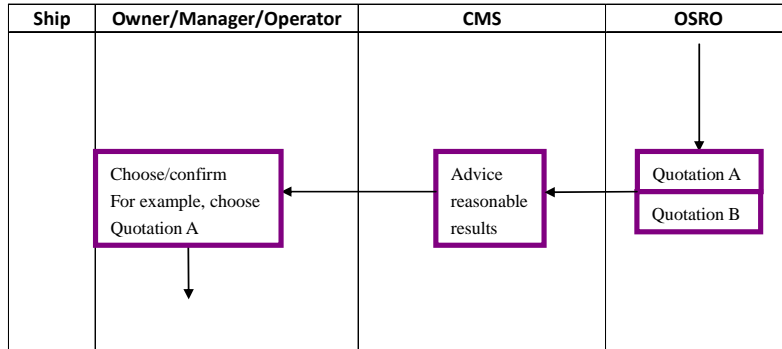 Ship
Owner/Manager/Operator
CMS
OSRO
Choose/confirm
For example, choose
Quotation A
Advice
reasonable
results
Quotation A
Quotation B